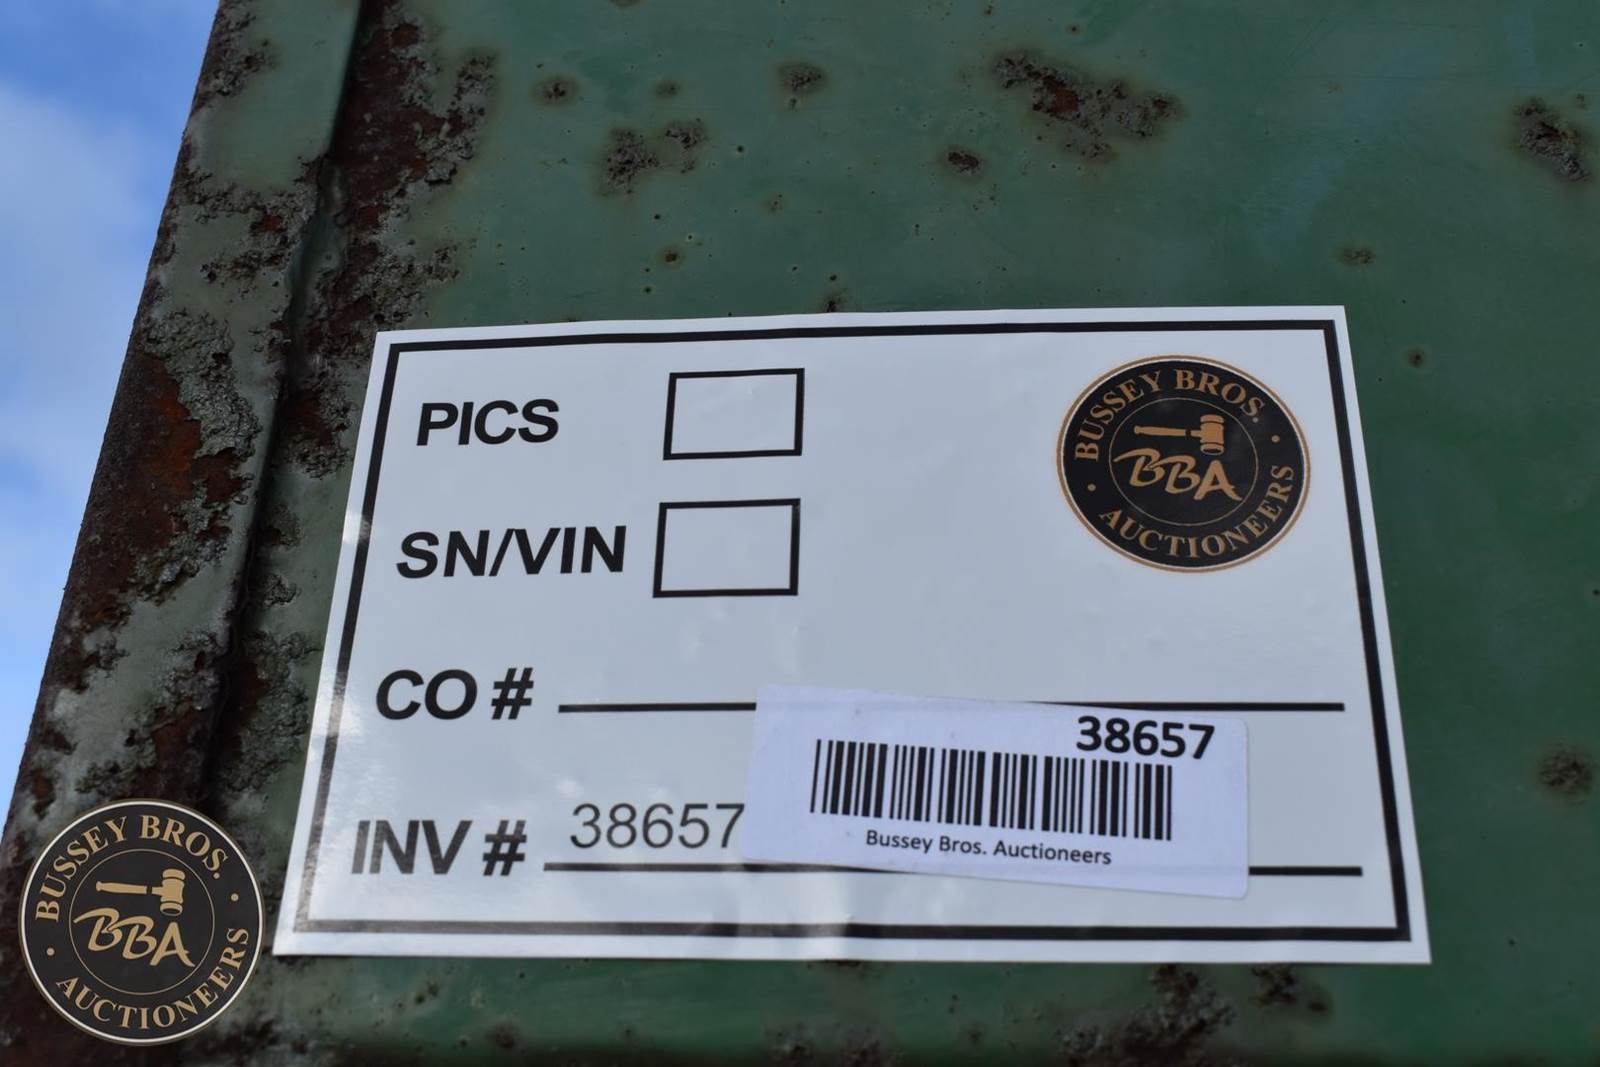 PICS
SN/VIN
CO #
INV # 38657
38657
Bussey Bros. Auctioneers
BUSSEY BROS.
BBA
AUCTIONEERS
BUSSEY BROS.
BBA
AUCTIONEERS